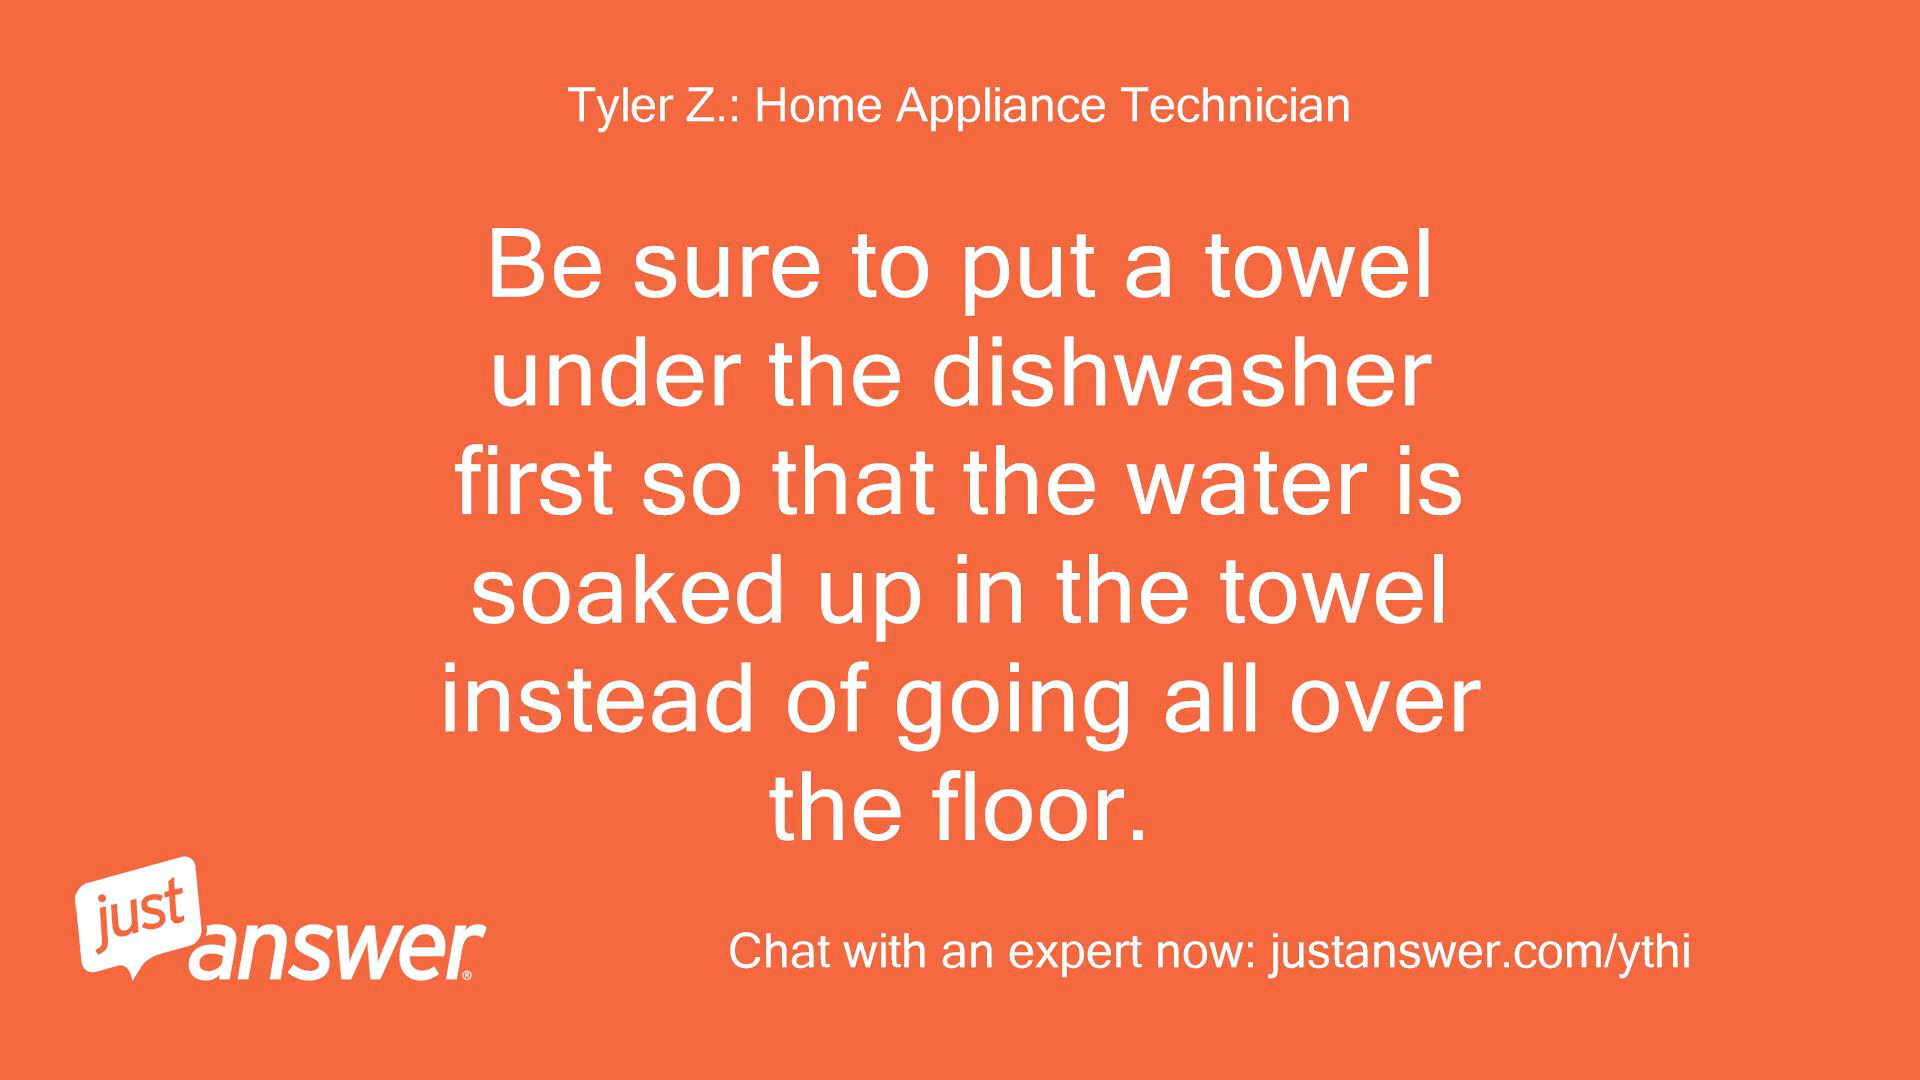 Tyler Z.: Home Appliance Technician
Be sure to put a towel
under the dishwasher
first so that the water is
soaked up in the towel
instead of going all over
the floor.
just
answer®
Chat with an expert now: justanswer.com/ythi